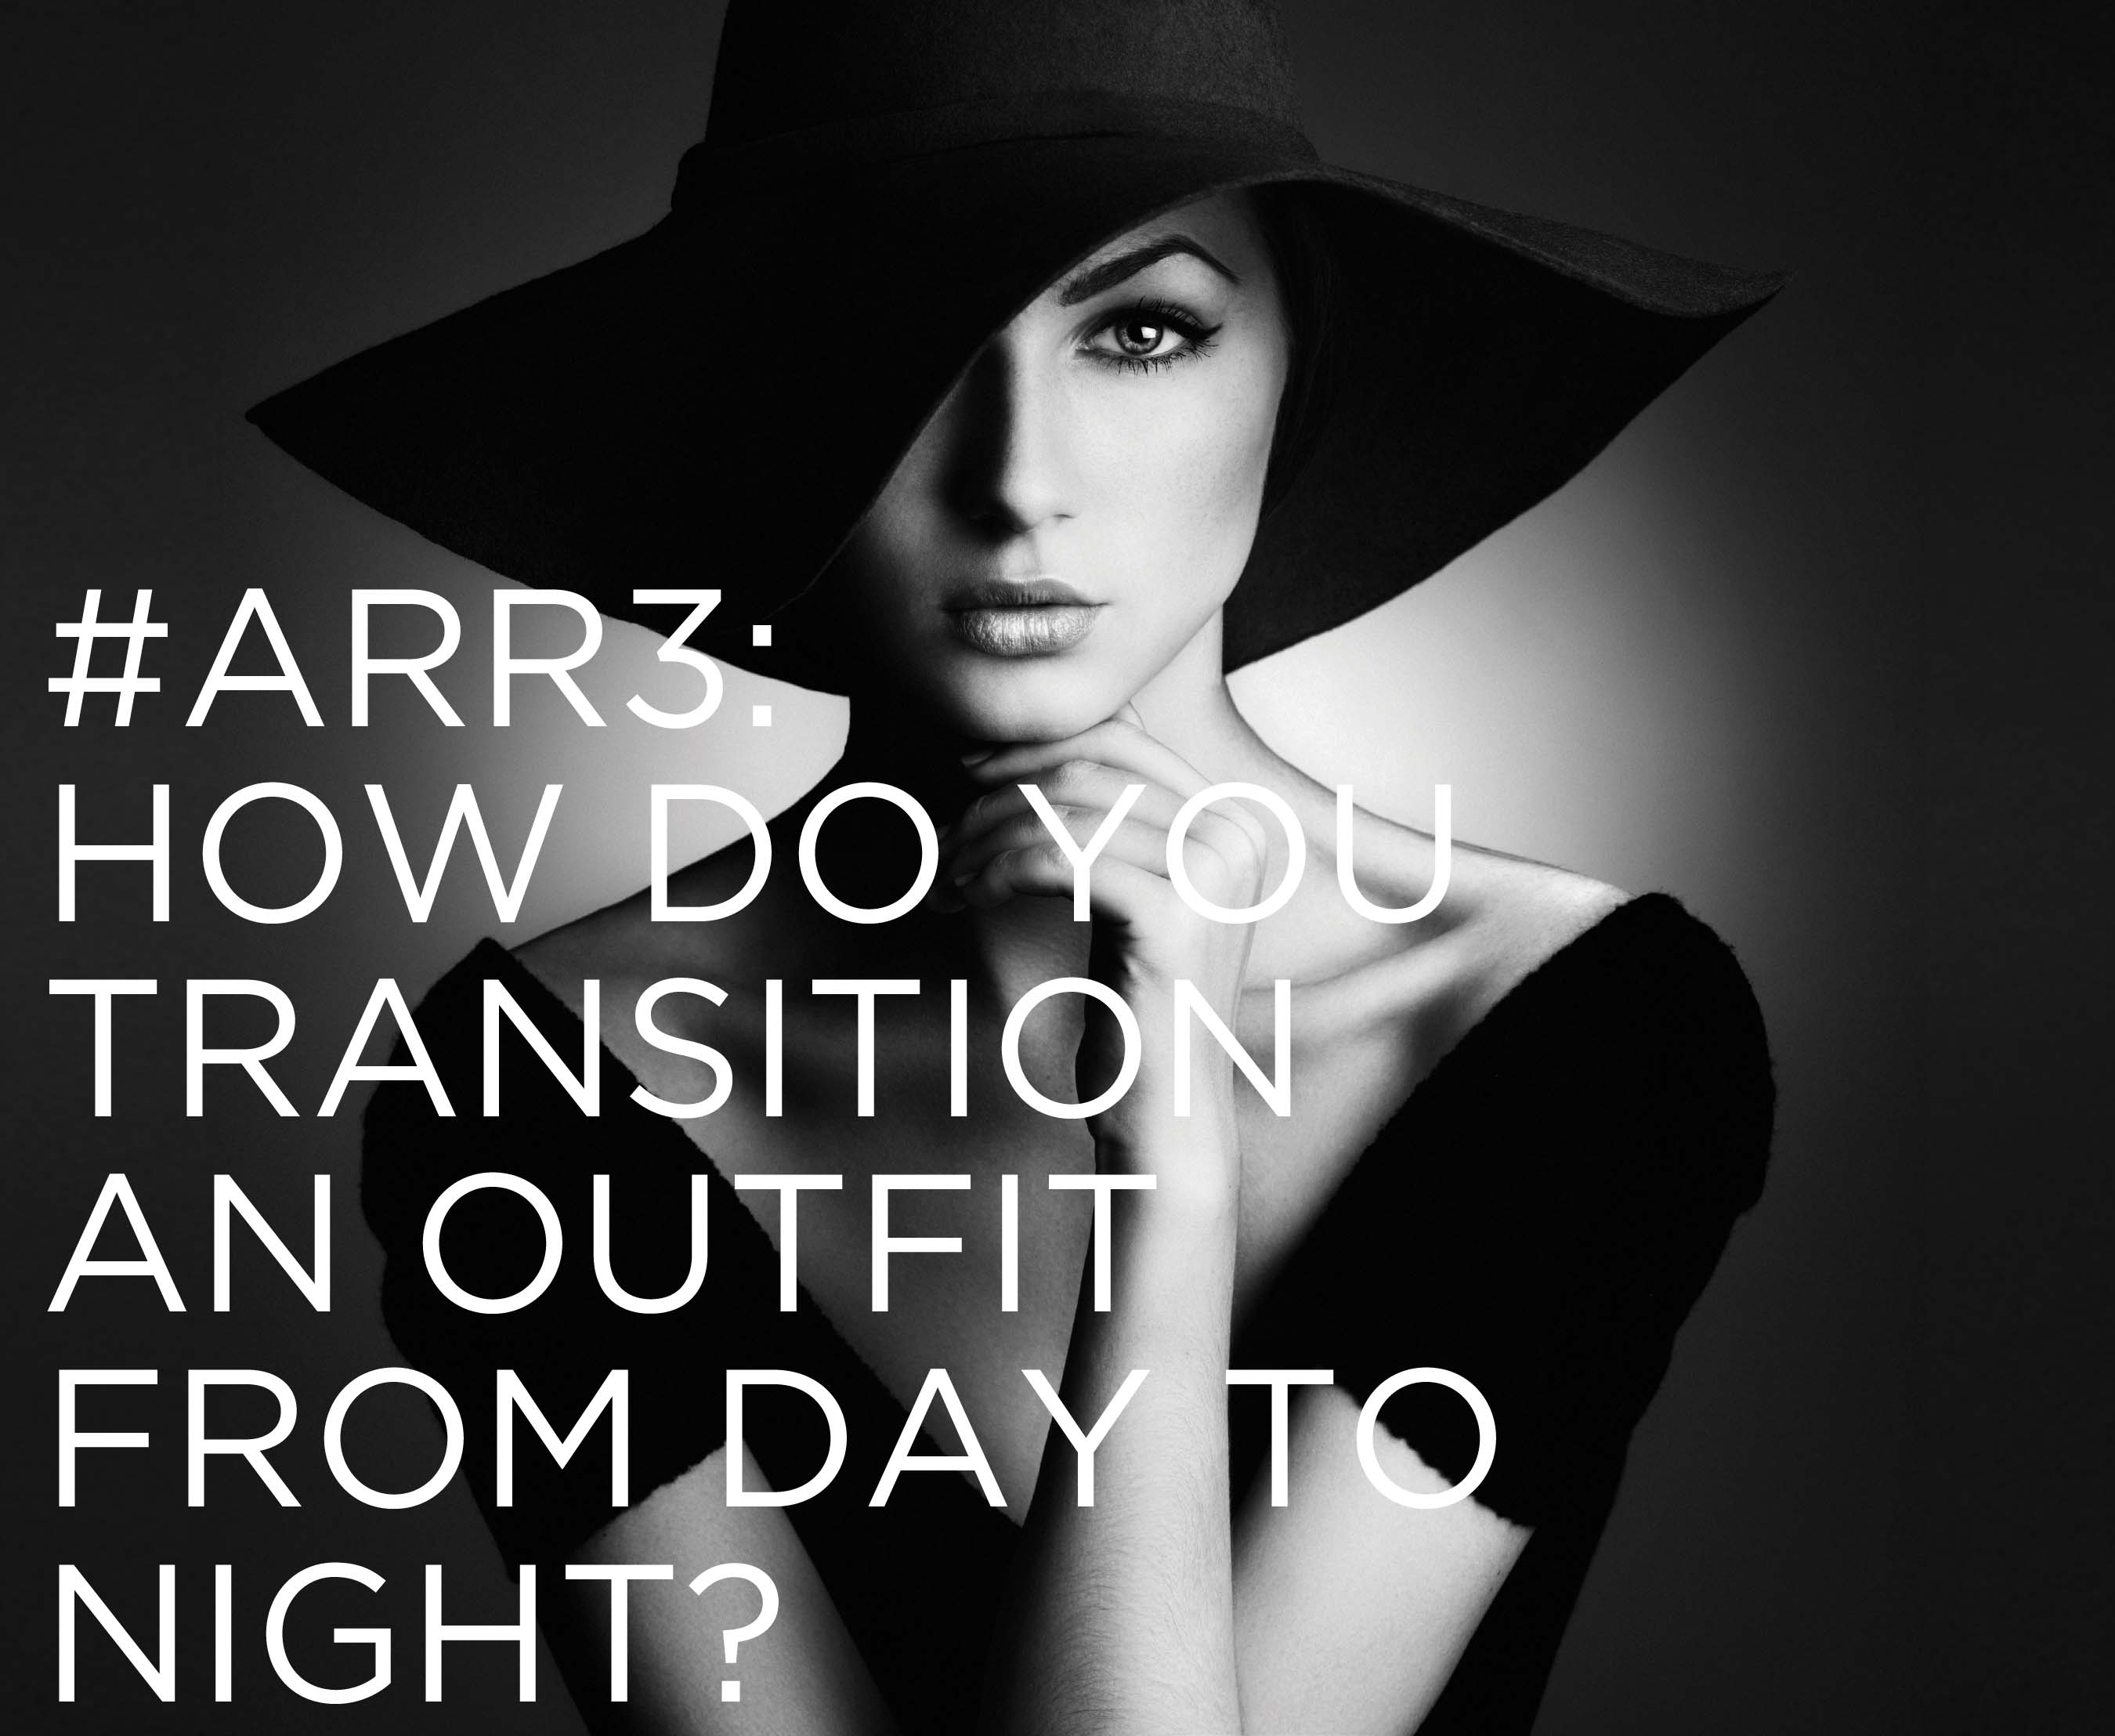 #ARR3:
HOW DO YOU
TRANSITION
AN OUTFIT
FROM DAY TO
NIGHT?